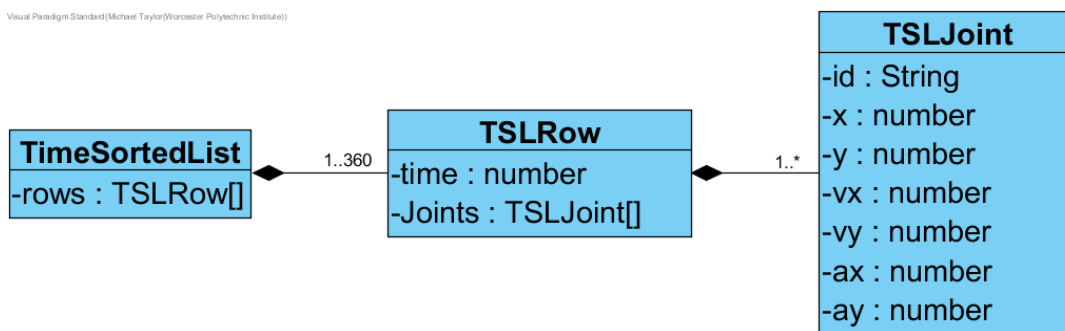 Visual Paradigm Standard(Michael Taylor(Worcester Polytechnic Institute))
TimeSortedList
-rows : TSLRow[]
1..360
TSLRow
-time : number
-Joints : TSLJoint[]
1..*
TSLJoint
-id : String
-x : number
-y : number
-vx : number
-vy : number
-ax : number
-ay : number